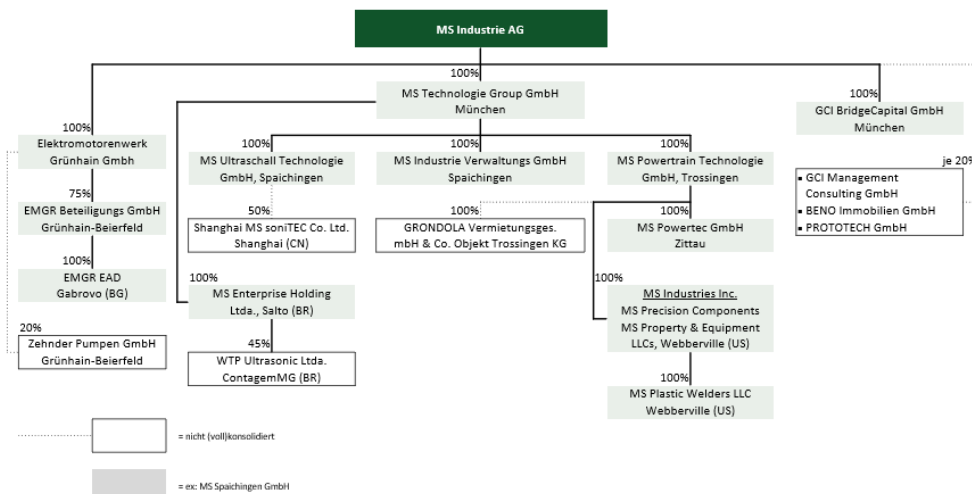 MS Industrie AG
100%
MS Technologie Group GmbH
München
100%
GCI BridgeCapital GmbH
München
100%
Elektromotorenwerk
Grünhain Gmbh
100%
MS Ultraschall Technologie
GmbH, Spaichingen
100%
MS Industrie Verwaltungs GmbH
Spaichingen
100%
MS Powertrain Technologie
GmbH, Trossingen
je 20%
▪ GCI Management
Consulting GmbH
▪ BENO Immobilien GmbH
▪ PROTOTECH GmbH
75%
EMGR Beteiligungs GmbH
Grünhain-Beierfeld
50%
Shanghai MS soniTEC Co. Ltd.
Shanghai (CN)
100%
GRONDOLA Vermietungsges.
mbH & Co. Objekt Trossingen KG
100%
MS Powertec GmbH
Zittau
100%
EMGR EAD
Gabrovo (BG)
100%
MS Enterprise Holding
Ltda., Salto (BR)
100%
MS Industries Inc.
MS Precision Components
MS Property & Equipment
LLCs, Webberville (US)
20%
Zehnder Pumpen GmbH
Grünhain-Beierfeld
45%
WTP Ultrasonic Ltda.
ContagemMG (BR)
100%
MS Plastic Welders LLC
Webberville (US)
= nicht (voll)konsolidiert
= ex: MS Spaichingen GmbH